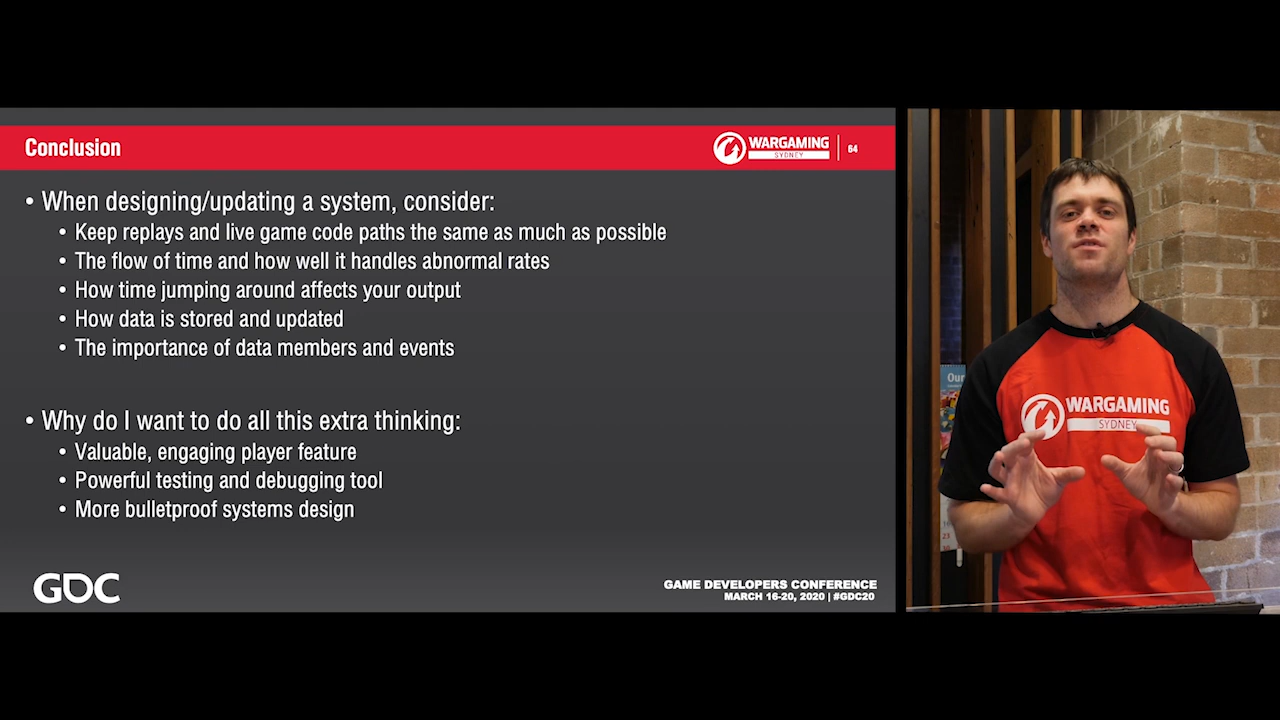 Conclusion
WARGAMING
SYDNEY
64
• When designing/updating a system, consider:
• Keep replays and live game code paths the same as much as possible
• The flow of time and how well it handles abnormal rates
• How time jumping around affects your output
• How data is stored and updated
• The importance of data members and events
• Why do I want to do all this extra thinking:
• Valuable, engaging player feature
• Powerful testing and debugging tool
• More bulletproof systems design
GDC
GAME DEVELOPERS CONFERENCE
MARCH 16-20, 2020 | #GDC20
Our
WARGAMING
SYDNEY
23
30